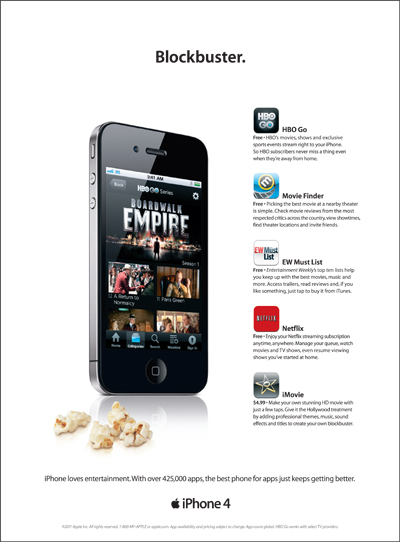 Blockbuster.
9:41 AM
Back
HBO GO Series
BOARDWALK
EMPIRE
Season 1
12 A Return to
Normalcy
11 Paris Green
Home
Categories
Search
Watchlist
Sign In
HBO
GO
HBO Go
Free • HBO's movies, shows and exclusive
sports events stream right to your iPhone.
So HBO subscribers never miss a thing even
when they're away from home.
Movie Finder
Free • Picking the best movie at a nearby theater
is simple. Check movie reviews from the most
respected critics across the country, view showtimes,
find theater locations and invite friends.
EW Must
List
EW Must List
Free • Entertainment Weekly's top ten lists help
you keep up with the best movies, music and
more. Access trailers, read reviews and, if you
like something, just tap to buy it from iTunes.
NETFLIX
Netflix
Free • Enjoy your Netflix streaming subscription
anytime, anywhere. Manage your queue, watch
movies and TV shows, even resume viewing
shows you've started at home.
iMovie
$4.99 • Make your own stunning HD movie with
just a few taps. Give it the Hollywood treatment
by adding professional themes, music, sound
effects and titles to create your own blockbuster.
iPhone loves entertainment. With over 425,000 apps, the best phone for apps just keeps getting better.
iPhone 4
©2011 Apple Inc. All rights reserved. 1-800-MY-APPLE or apple.com. App availability and pricing subject to change. HBO Go works with select TV providers.